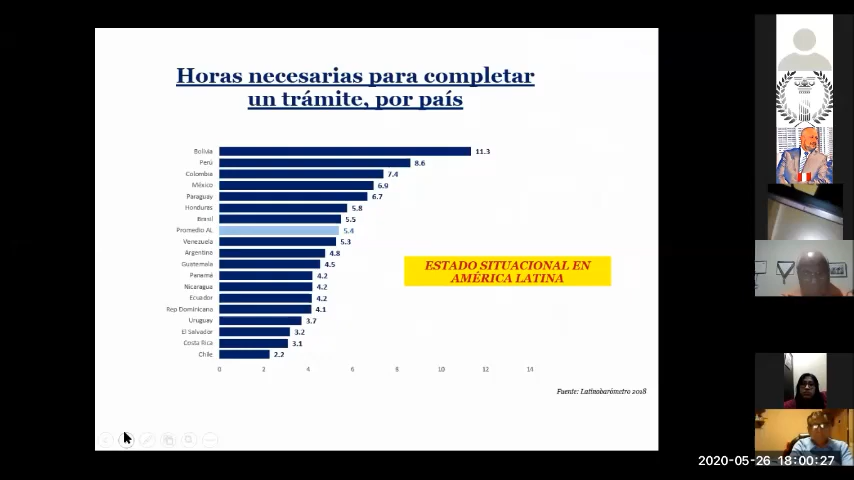 Horas necesarias para completar
un trámite, por país
Bolivia 11.3
Perú 8.6
Colombia 7.4
México 6.9
Paraguay 6.7
Honduras 5.8
Brasil 5.5
Promedio AL 5.4
Venezuela 5.3
Argentina 4.8
Guatemala 4.5
Panamá 4.2
Nicaragua 4.2
Ecuador 4.2
Rep Dominicana 4.1
Uruguay 3.7
El Salvador 3.2
Costa Rica 3.1
Chile 2.2
0 2 4 6 8 10 12 14
ESTADO SITUACIONAL EN
AMÉRICA LATINA
Fuente: Latinobarómetro 2018
2020-05-26 18:00:27